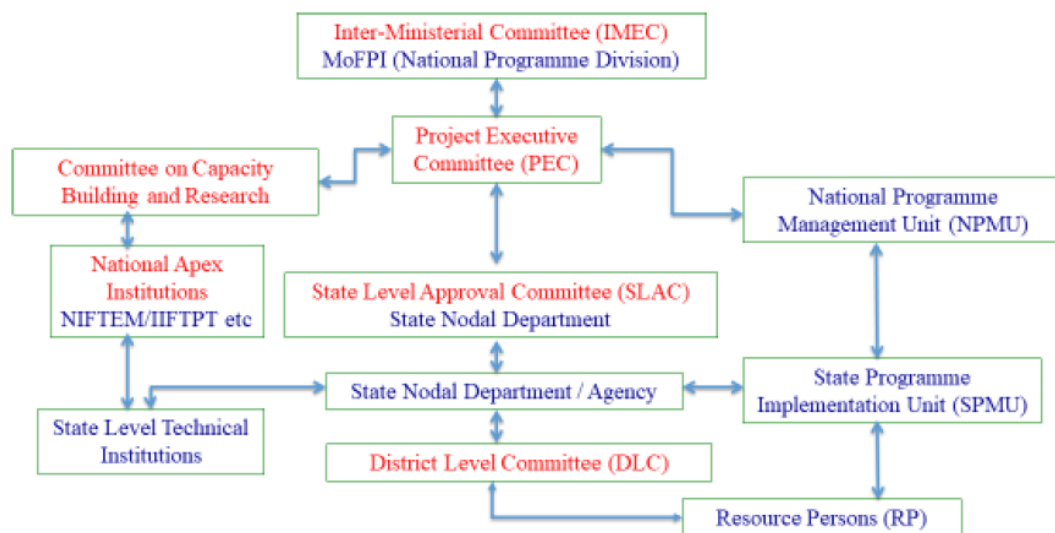 Inter-Ministerial Committee (IMEC)
MoFPI (National Programme Division)
Project Executive
Committee (PEC)
Committee on Capacity
Building and Research
National Programme
Management Unit (NPMU)
National Apex
Institutions
NIFTEM/IIFTPT etc
State Level Approval Committee (SLAC)
State Nodal Department
State Nodal Department / Agency
State Programme
Implementation Unit (SPMU)
State Level Technical
Institutions
District Level Committee (DLC)
Resource Persons (RP)